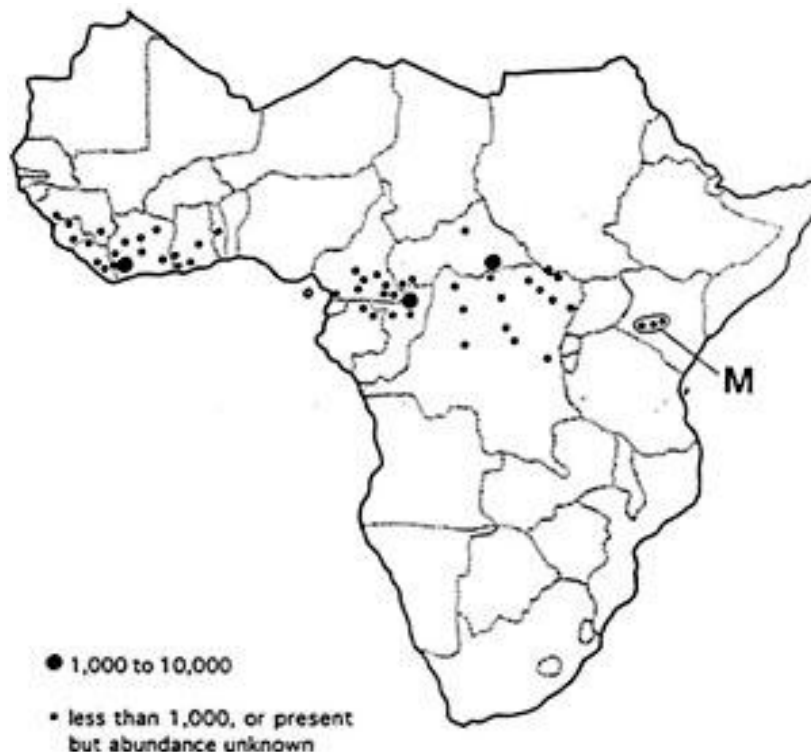 M
● 1,000 to 10,000
• less than 1,000, or present
but abundance unknown